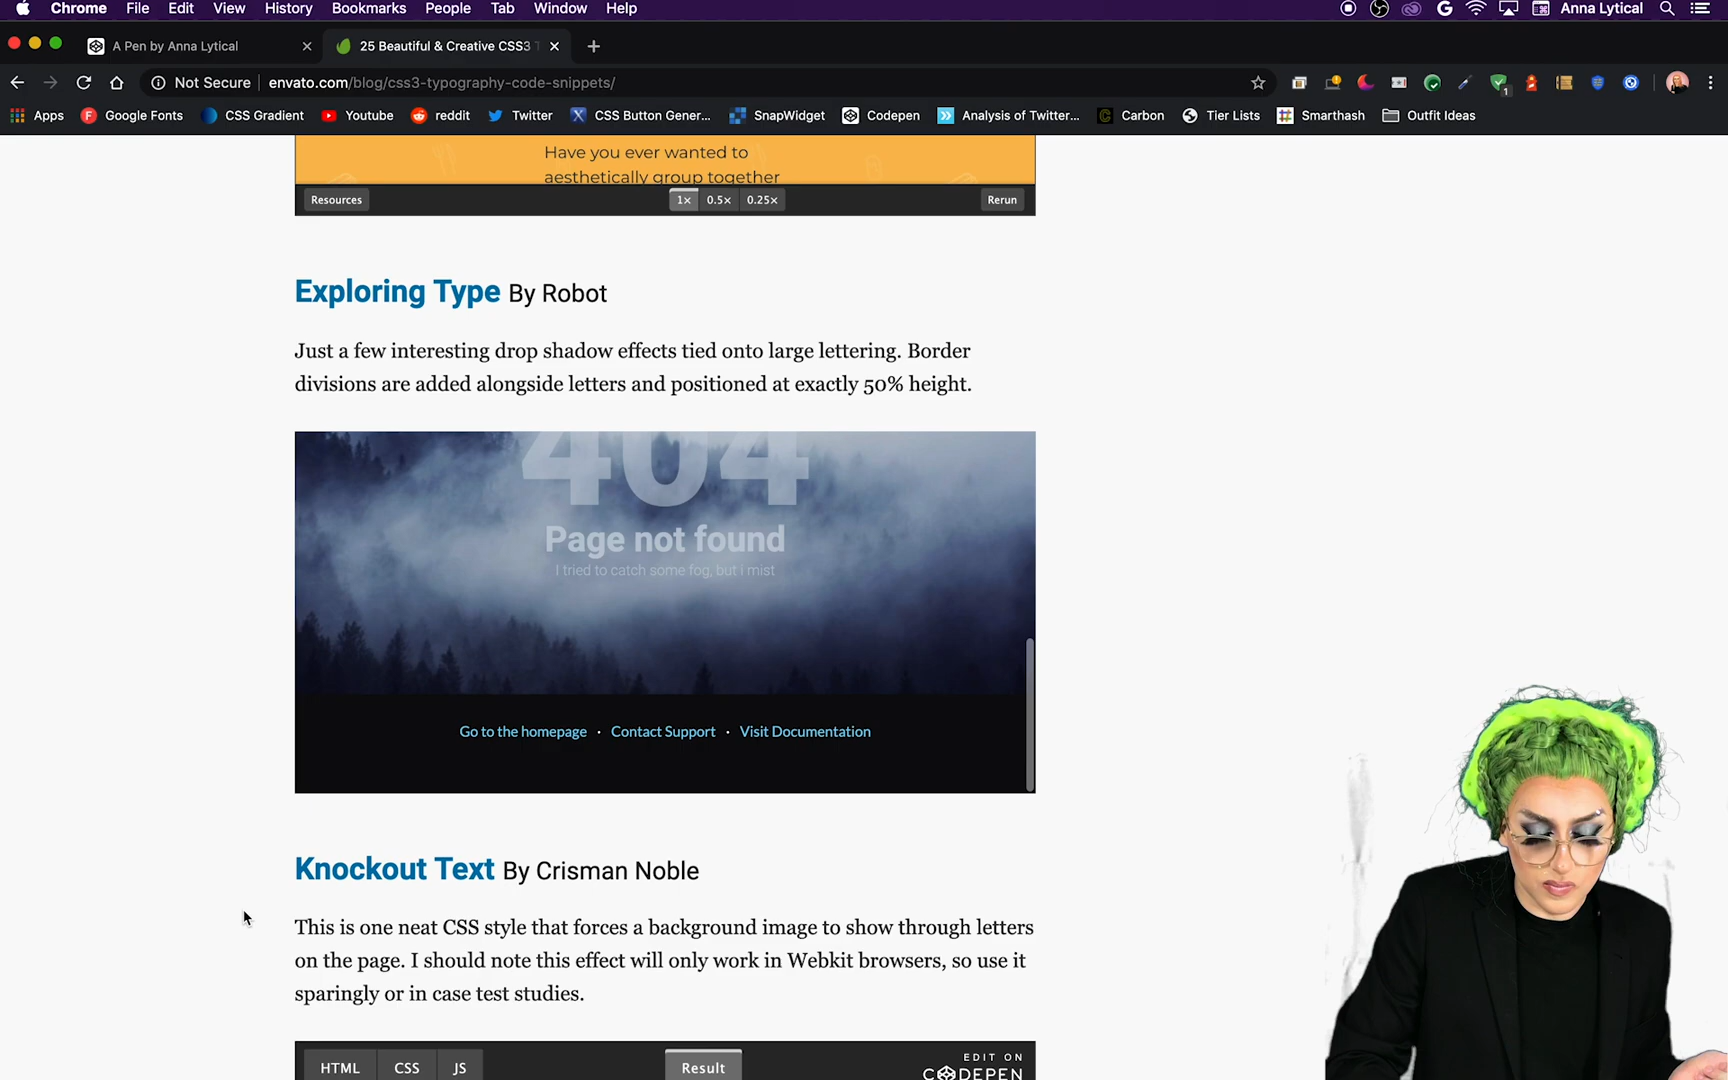 Chrome File Edit View History Bookmarks People Tab Window Help Anna Lytical
A Pen by Anna Lytical 25 Beautiful & Creative CSS3 T
Not Secure envato.com/blog/css3-typography-code-snippets/
Apps Google Fonts CSS Gradient Youtube reddit Twitter CSS Button Gener... SnapWidget Codepen Analysis of Twitter... Carbon Tier Lists Smarthash Outfit Ideas
Have you ever wanted to
aesthetically group together
Resources 1× 0.5× 0.25× Rerun
Exploring Type By Robot
Just a few interesting drop shadow effects tied onto large lettering. Border
divisions are added alongside letters and positioned at exactly 50% height.
404
Page not found
I tried to catch some fog, but i mist
Go to the homepage · Contact Support · Visit Documentation
Knockout Text By Crisman Noble
This is one neat CSS style that forces a background image to show through letters
on the page. I should note this effect will only work in Webkit browsers, so use it
sparingly or in case test studies.
HTML CSS JS Result EDIT ON
CODEPEN